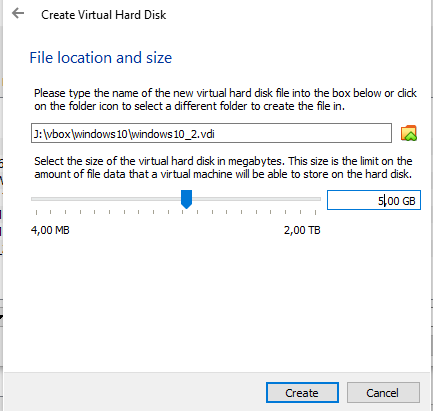 Create Virtual Hard Disk
File location and size
Please type the name of the new virtual hard disk file into the box below or click
on the folder icon to select a different folder to create the file in.
J:\vbox\windows10\windows10_2.vdi
Select the size of the virtual hard disk in megabytes. This size is the limit on the
amount of file data that a virtual machine will be able to store on the hard disk.
5,00 GB
4,00 MB 2,00 TB
Create Cancel